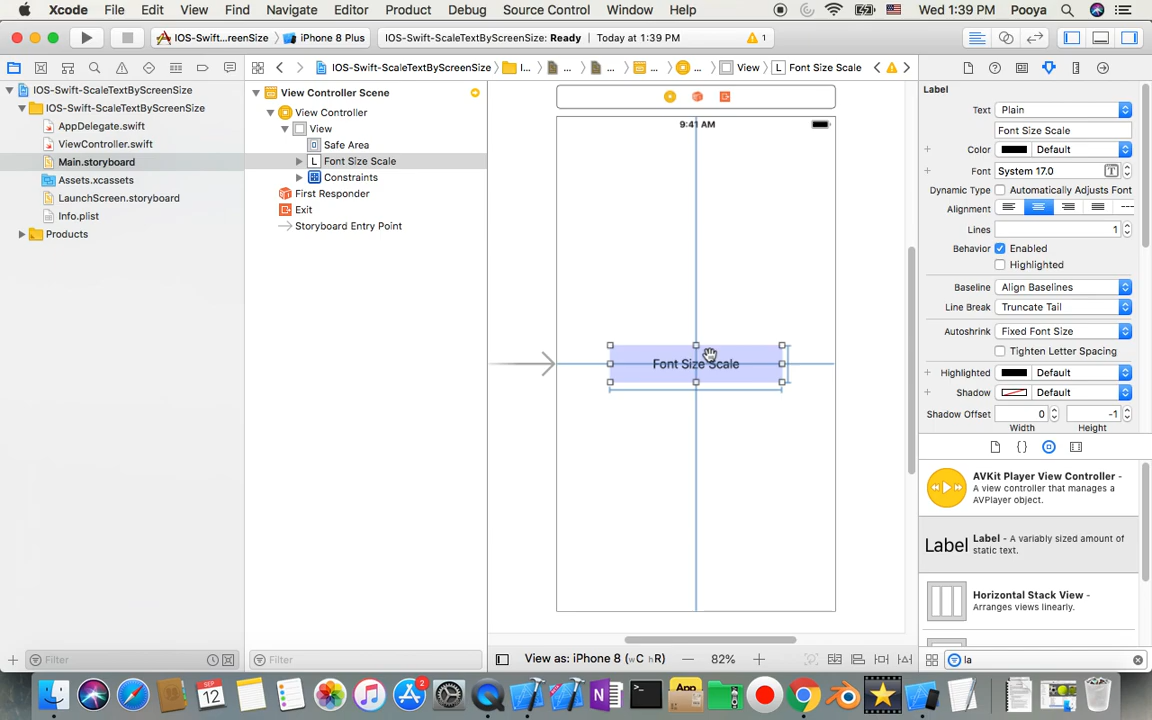 Xcode File Edit View Find Navigate Editor Product Debug Source Control Window Help Wed 1:39 PM Pooya
IOS-Swift...reenSize iPhone 8 Plus IOS-Swift-ScaleTextByScreenSize: Ready Today at 1:39 PM 1
IOS-Swift-ScaleTextByScreenSize I... ... ... ... ... View L Font Size Scale
IOS-Swift-ScaleTextByScreenSize
IOS-Swift-ScaleTextByScreenSize
AppDelegate.swift
ViewController.swift
Main.storyboard
Assets.xcassets
LaunchScreen.storyboard
Info.plist
Products
Filter
View Controller Scene
View Controller
View
Safe Area
L Font Size Scale
Constraints
First Responder
Exit
Storyboard Entry Point
Filter
9:41 AM
Font Size Scale
View as: iPhone 8 (wC hR) 82%
Label
Text Plain
Font Size Scale
Color Default
Font System 17.0 T
Dynamic Type Automatically Adjusts Font
Alignment
Lines 1
Behavior Enabled
Highlighted
Baseline Align Baselines
Line Break Truncate Tail
Autoshrink Fixed Font Size
Tighten Letter Spacing
Highlighted Default
Shadow Default
Shadow Offset 0 -1
Width Height
{}
AVKit Player View Controller -
A view controller that manages a
AVPlayer object.
Label Label - A variably sized amount of
static text.
Horizontal Stack View -
Arranges views linearly.
la
SEP
12
2
App